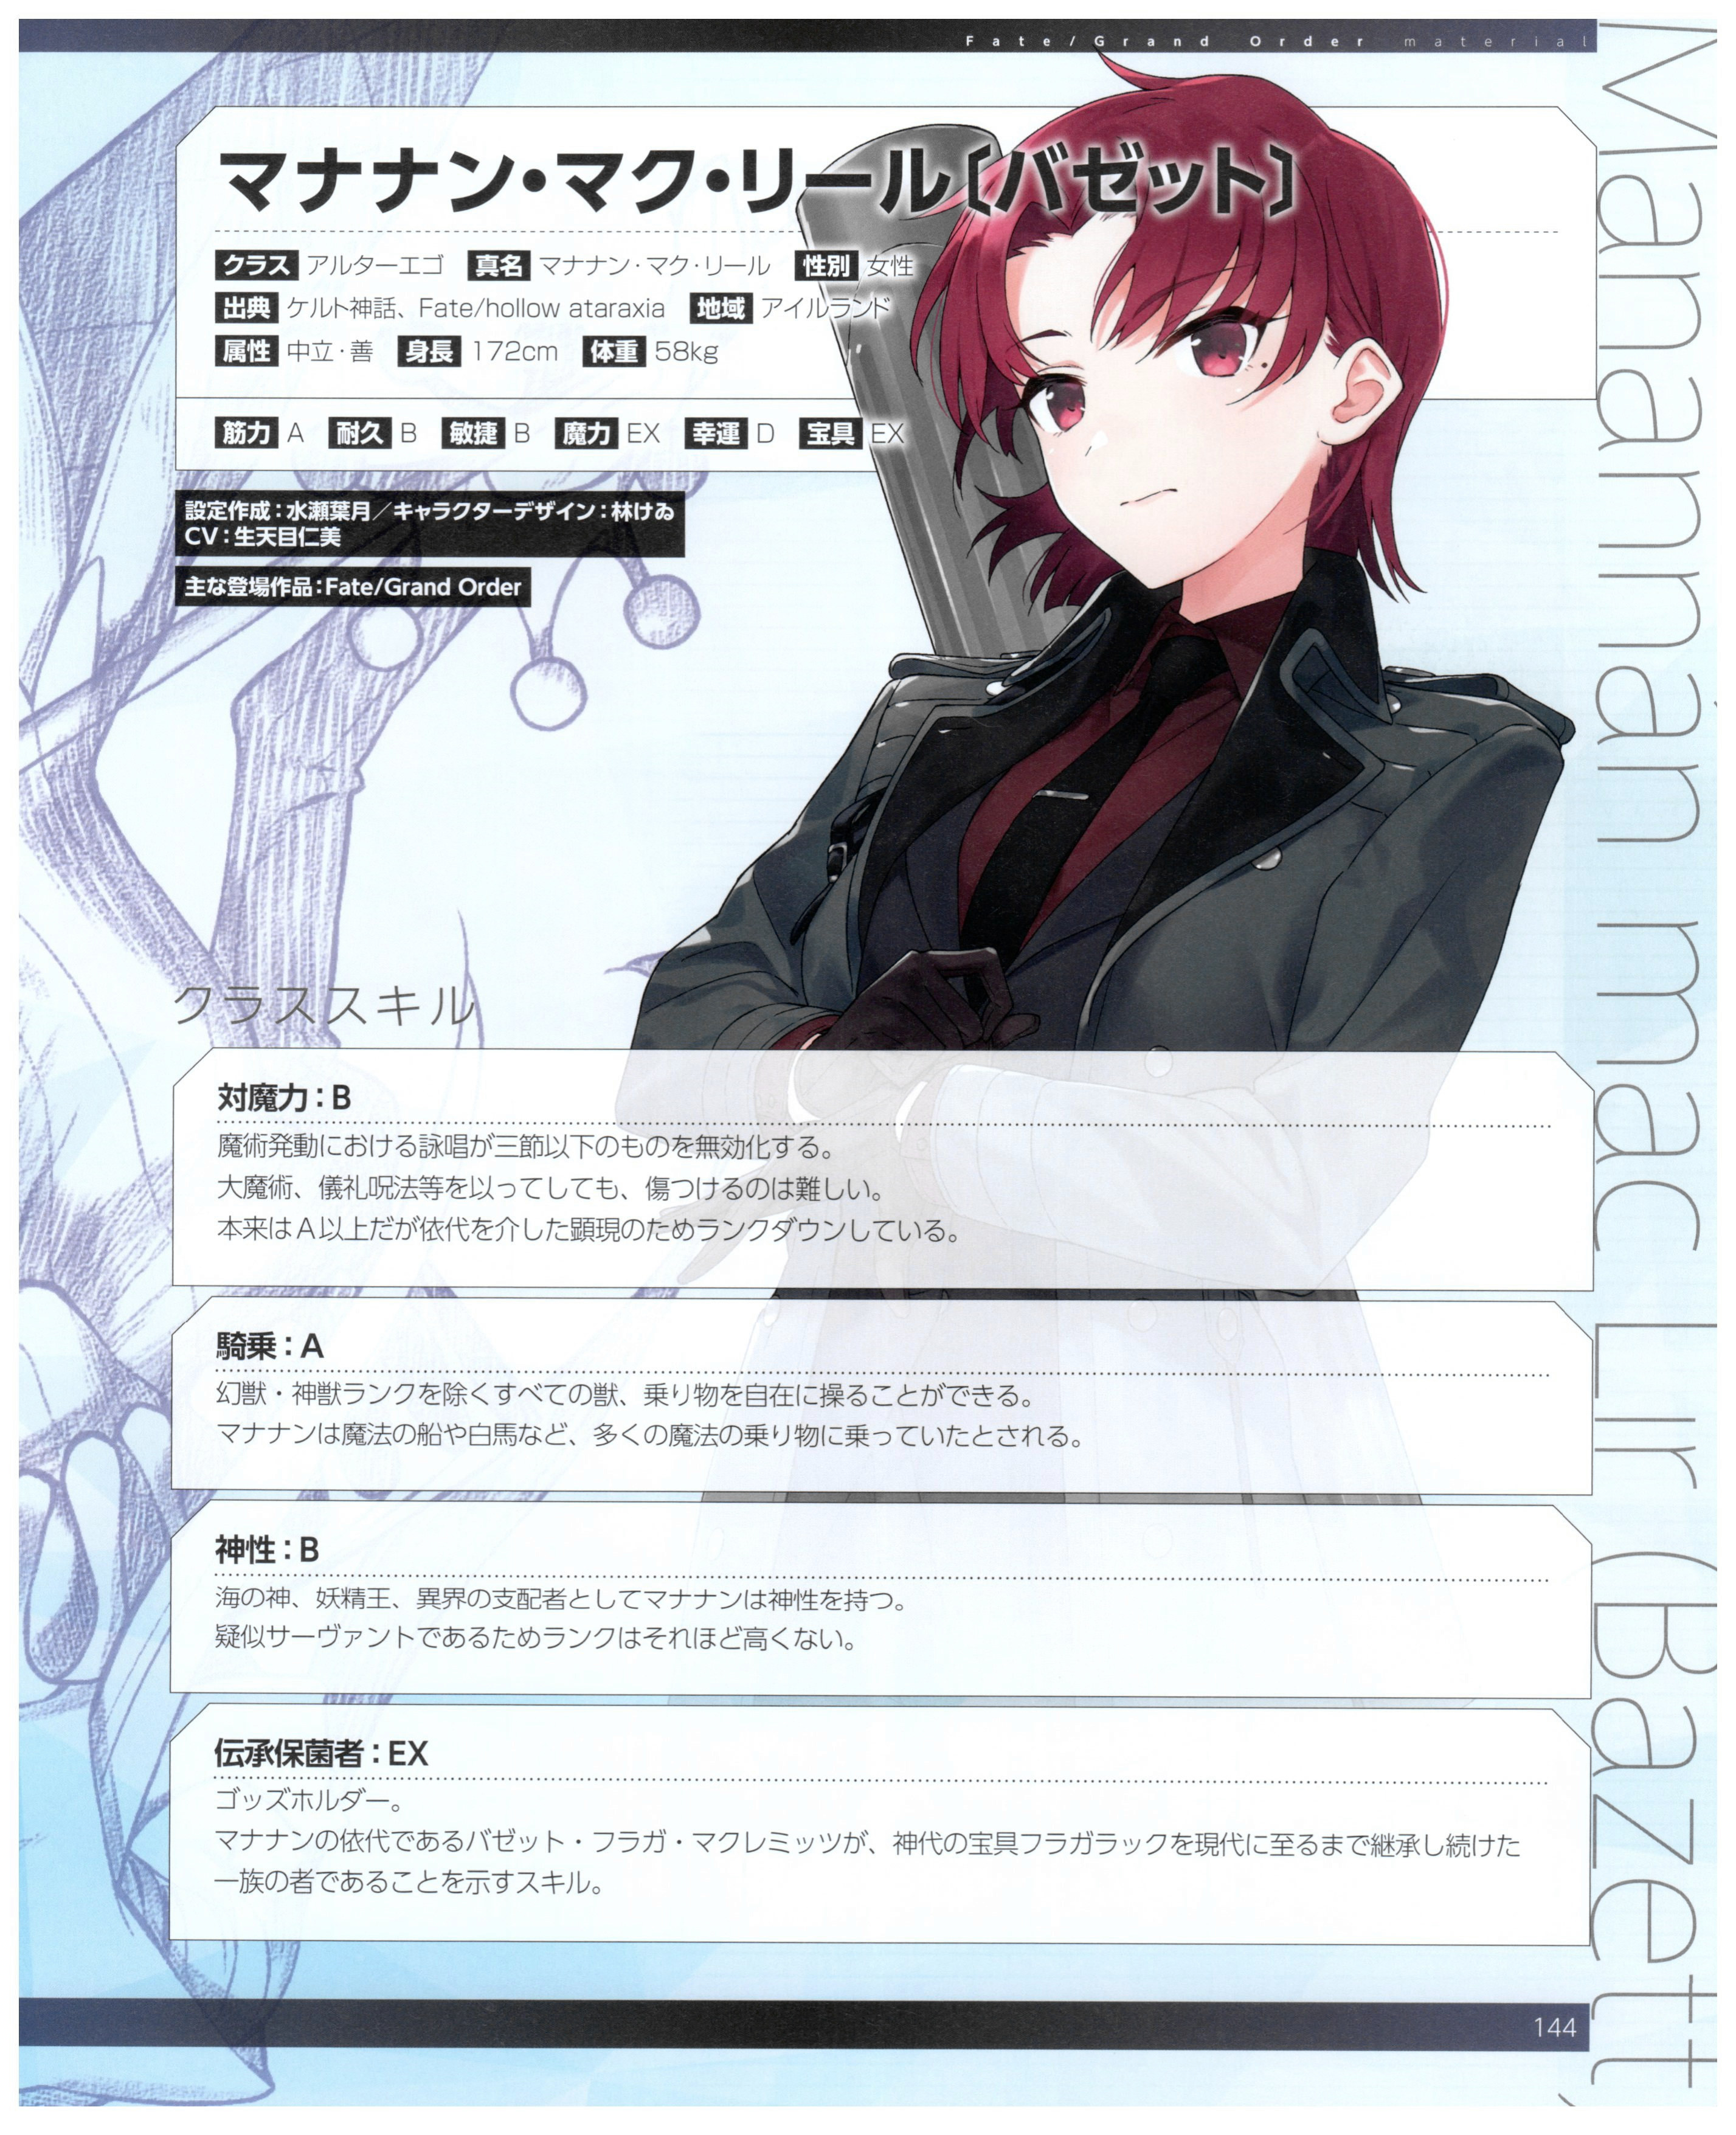 Fate/Grand Order material
マナナン・マク・リール〔バゼット〕
クラス アルターエゴ 真名 マナナン・マク・リール 性別 女性
出典 ケルト神話、Fate/hollow ataraxia 地域 アイルランド
属性 中立・善 身長 172cm 体重 58kg
筋力 A 耐久 B 敏捷 B 魔力 EX 幸運 D 宝具 EX
設定作成：水瀬葉月／キャラクターデザイン：林けゐ
CV：生天目仁美
主な登場作品：Fate/Grand Order
クラススキル
対魔力：B
魔術発動における詠唱が三節以下のものを無効化する。
大魔術、儀礼呪法等を以ってしても、傷つけるのは難しい。
本来はA以上だが依代を介した顕現のためランクダウンしている。
騎乗：A
幻獣・神獣ランクを除くすべての獣、乗り物を自在に操ることができる。
マナナンは魔法の船や白馬など、多くの魔法の乗り物に乗っていたとされる。
神性：B
海の神、妖精王、異界の支配者としてマナナンは神性を持つ。
疑似サーヴァントであるためランクはそれほど高くない。
伝承保菌者：EX
ゴッズホルダー。
マナナンの依代であるバゼット・フラガ・マクレミッツが、神代の宝具フラガラックを現代に至るまで継承し続けた
一族の者であることを示すスキル。
144
Manannán mac Lir (Bazett)